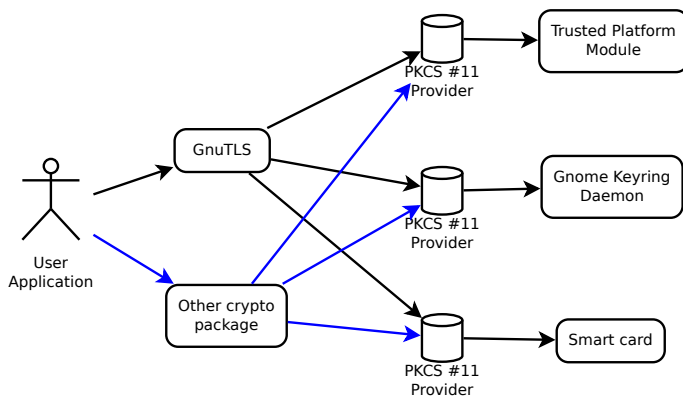 Trusted Platform
Module
PKCS #11
Provider
GnuTLS
Gnome Keyring
Daemon
PKCS #11
Provider
User
Application
Other crypto
package
Smart card
PKCS #11
Provider